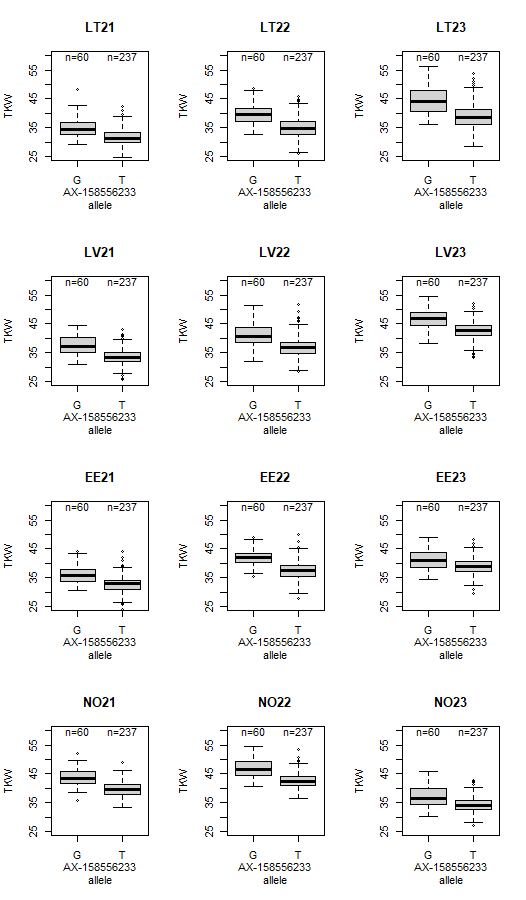 LT21
n=60 n=237
TKW
55
45
35
25
G T
AX-158556233
allele
LT22
n=60 n=237
TKW
55
45
35
25
G T
AX-158556233
allele
LT23
n=60 n=237
TKW
55
45
35
25
G T
AX-158556233
allele
LV21
n=60 n=237
TKW
55
45
35
25
G T
AX-158556233
allele
LV22
n=60 n=237
TKW
55
45
35
25
G T
AX-158556233
allele
LV23
n=60 n=237
TKW
55
45
35
25
G T
AX-158556233
allele
EE21
n=60 n=237
TKW
55
45
35
25
G T
AX-158556233
allele
EE22
n=60 n=237
TKW
55
45
35
25
G T
AX-158556233
allele
EE23
n=60 n=237
TKW
55
45
35
25
G T
AX-158556233
allele
NO21
n=60 n=237
TKW
55
45
35
25
G T
AX-158556233
allele
NO22
n=60 n=237
TKW
55
45
35
25
G T
AX-158556233
allele
NO23
n=60 n=237
TKW
55
45
35
25
G T
AX-158556233
allele